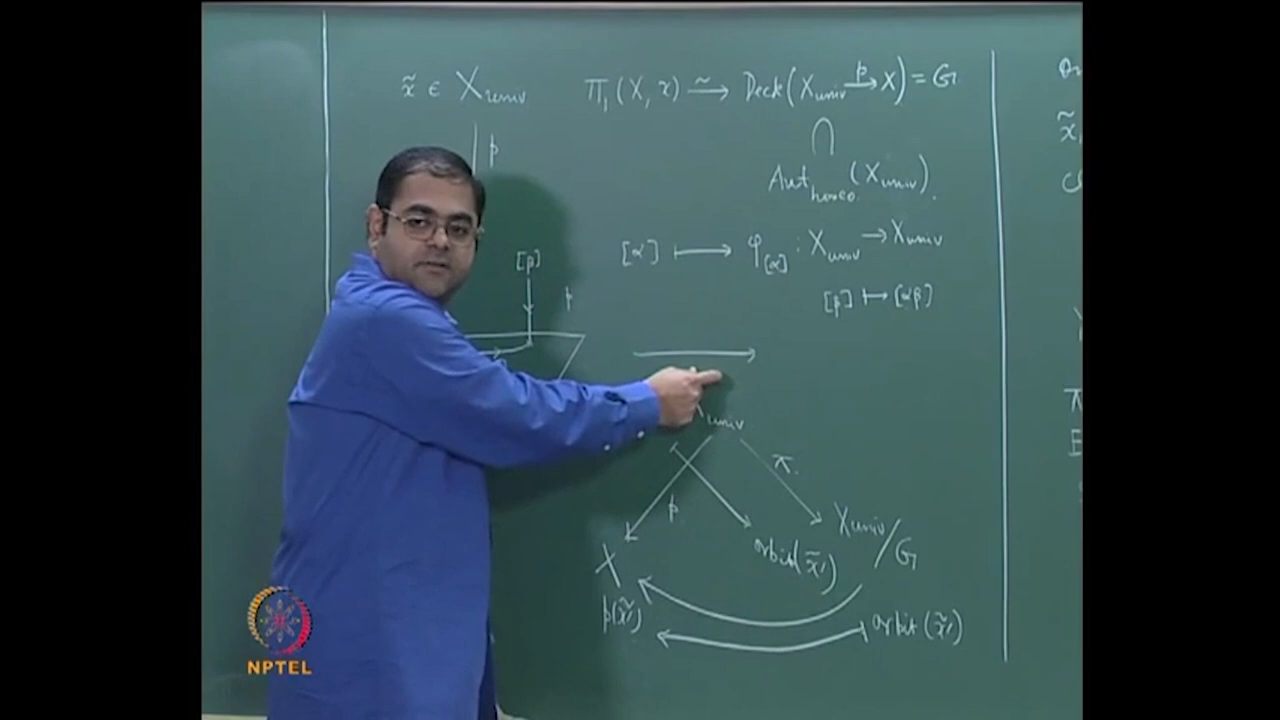 x̃ ∈ X_univ
p
π₁(X, x) ⥲ Deck(X_univ →^p X) = G
∩
Aut_homeo. (X_univ).
[α] ↦ φ_[α] : X_univ → X_univ
[β] ↦ [αβ]
[β]
p
X_univ
p
π.
X
orbit(x̃')
X_univ/G
p(x̃')
orbit(x̃')
NPTEL